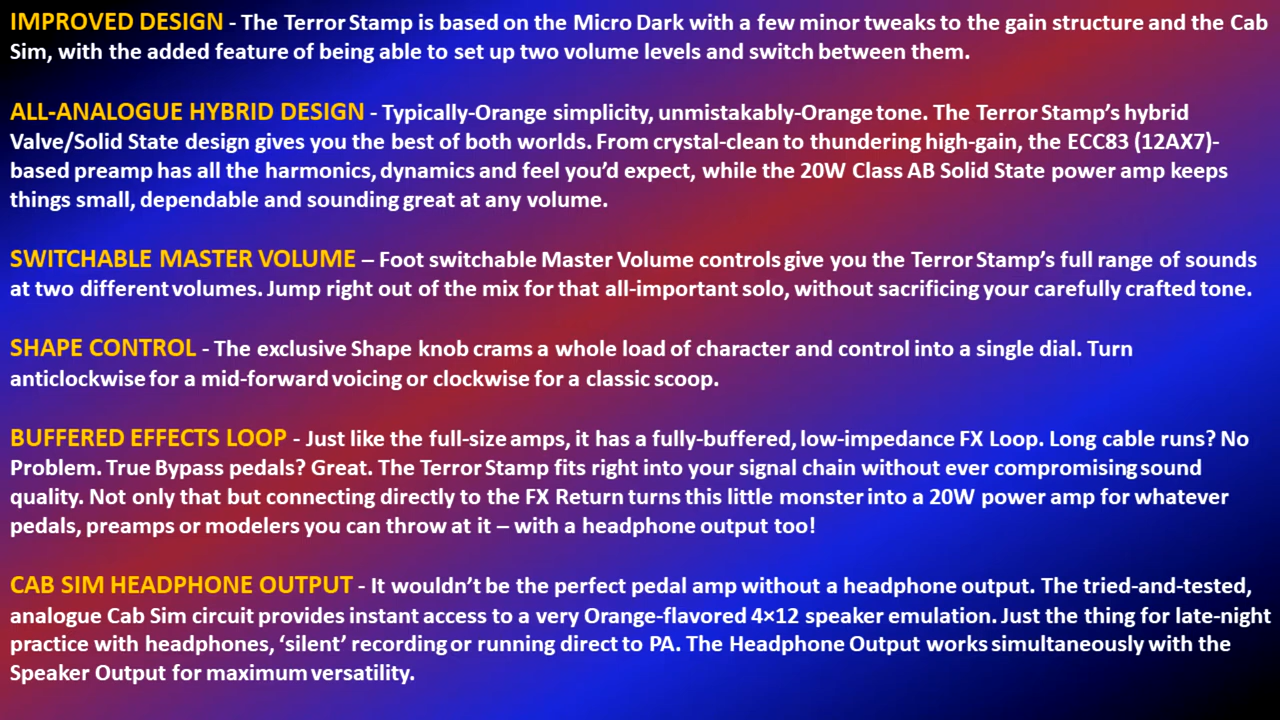 IMPROVED DESIGN - The Terror Stamp is based on the Micro Dark with a few minor tweaks to the gain structure and the Cab
Sim, with the added feature of being able to set up two volume levels and switch between them.
ALL-ANALOGUE HYBRID DESIGN - Typically-Orange simplicity, unmistakably-Orange tone. The Terror Stamp’s hybrid
Valve/Solid State design gives you the best of both worlds. From crystal-clean to thundering high-gain, the ECC83 (12AX7)-
based preamp has all the harmonics, dynamics and feel you’d expect, while the 20W Class AB Solid State power amp keeps
things small, dependable and sounding great at any volume.
SWITCHABLE MASTER VOLUME – Foot switchable Master Volume controls give you the Terror Stamp’s full range of sounds
at two different volumes. Jump right out of the mix for that all-important solo, without sacrificing your carefully crafted tone.
SHAPE CONTROL - The exclusive Shape knob crams a whole load of character and control into a single dial. Turn
anticlockwise for a mid-forward voicing or clockwise for a classic scoop.
BUFFERED EFFECTS LOOP - Just like the full-size amps, it has a fully-buffered, low-impedance FX Loop. Long cable runs? No
Problem. True Bypass pedals? Great. The Terror Stamp fits right into your signal chain without ever compromising sound
quality. Not only that but connecting directly to the FX Return turns this little monster into a 20W power amp for whatever
pedals, preamps or modelers you can throw at it – with a headphone output too!
CAB SIM HEADPHONE OUTPUT - It wouldn’t be the perfect pedal amp without a headphone output. The tried-and-tested,
analogue Cab Sim circuit provides instant access to a very Orange-flavored 4×12 speaker emulation. Just the thing for late-night
practice with headphones, ‘silent’ recording or running direct to PA. The Headphone Output works simultaneously with the
Speaker Output for maximum versatility.